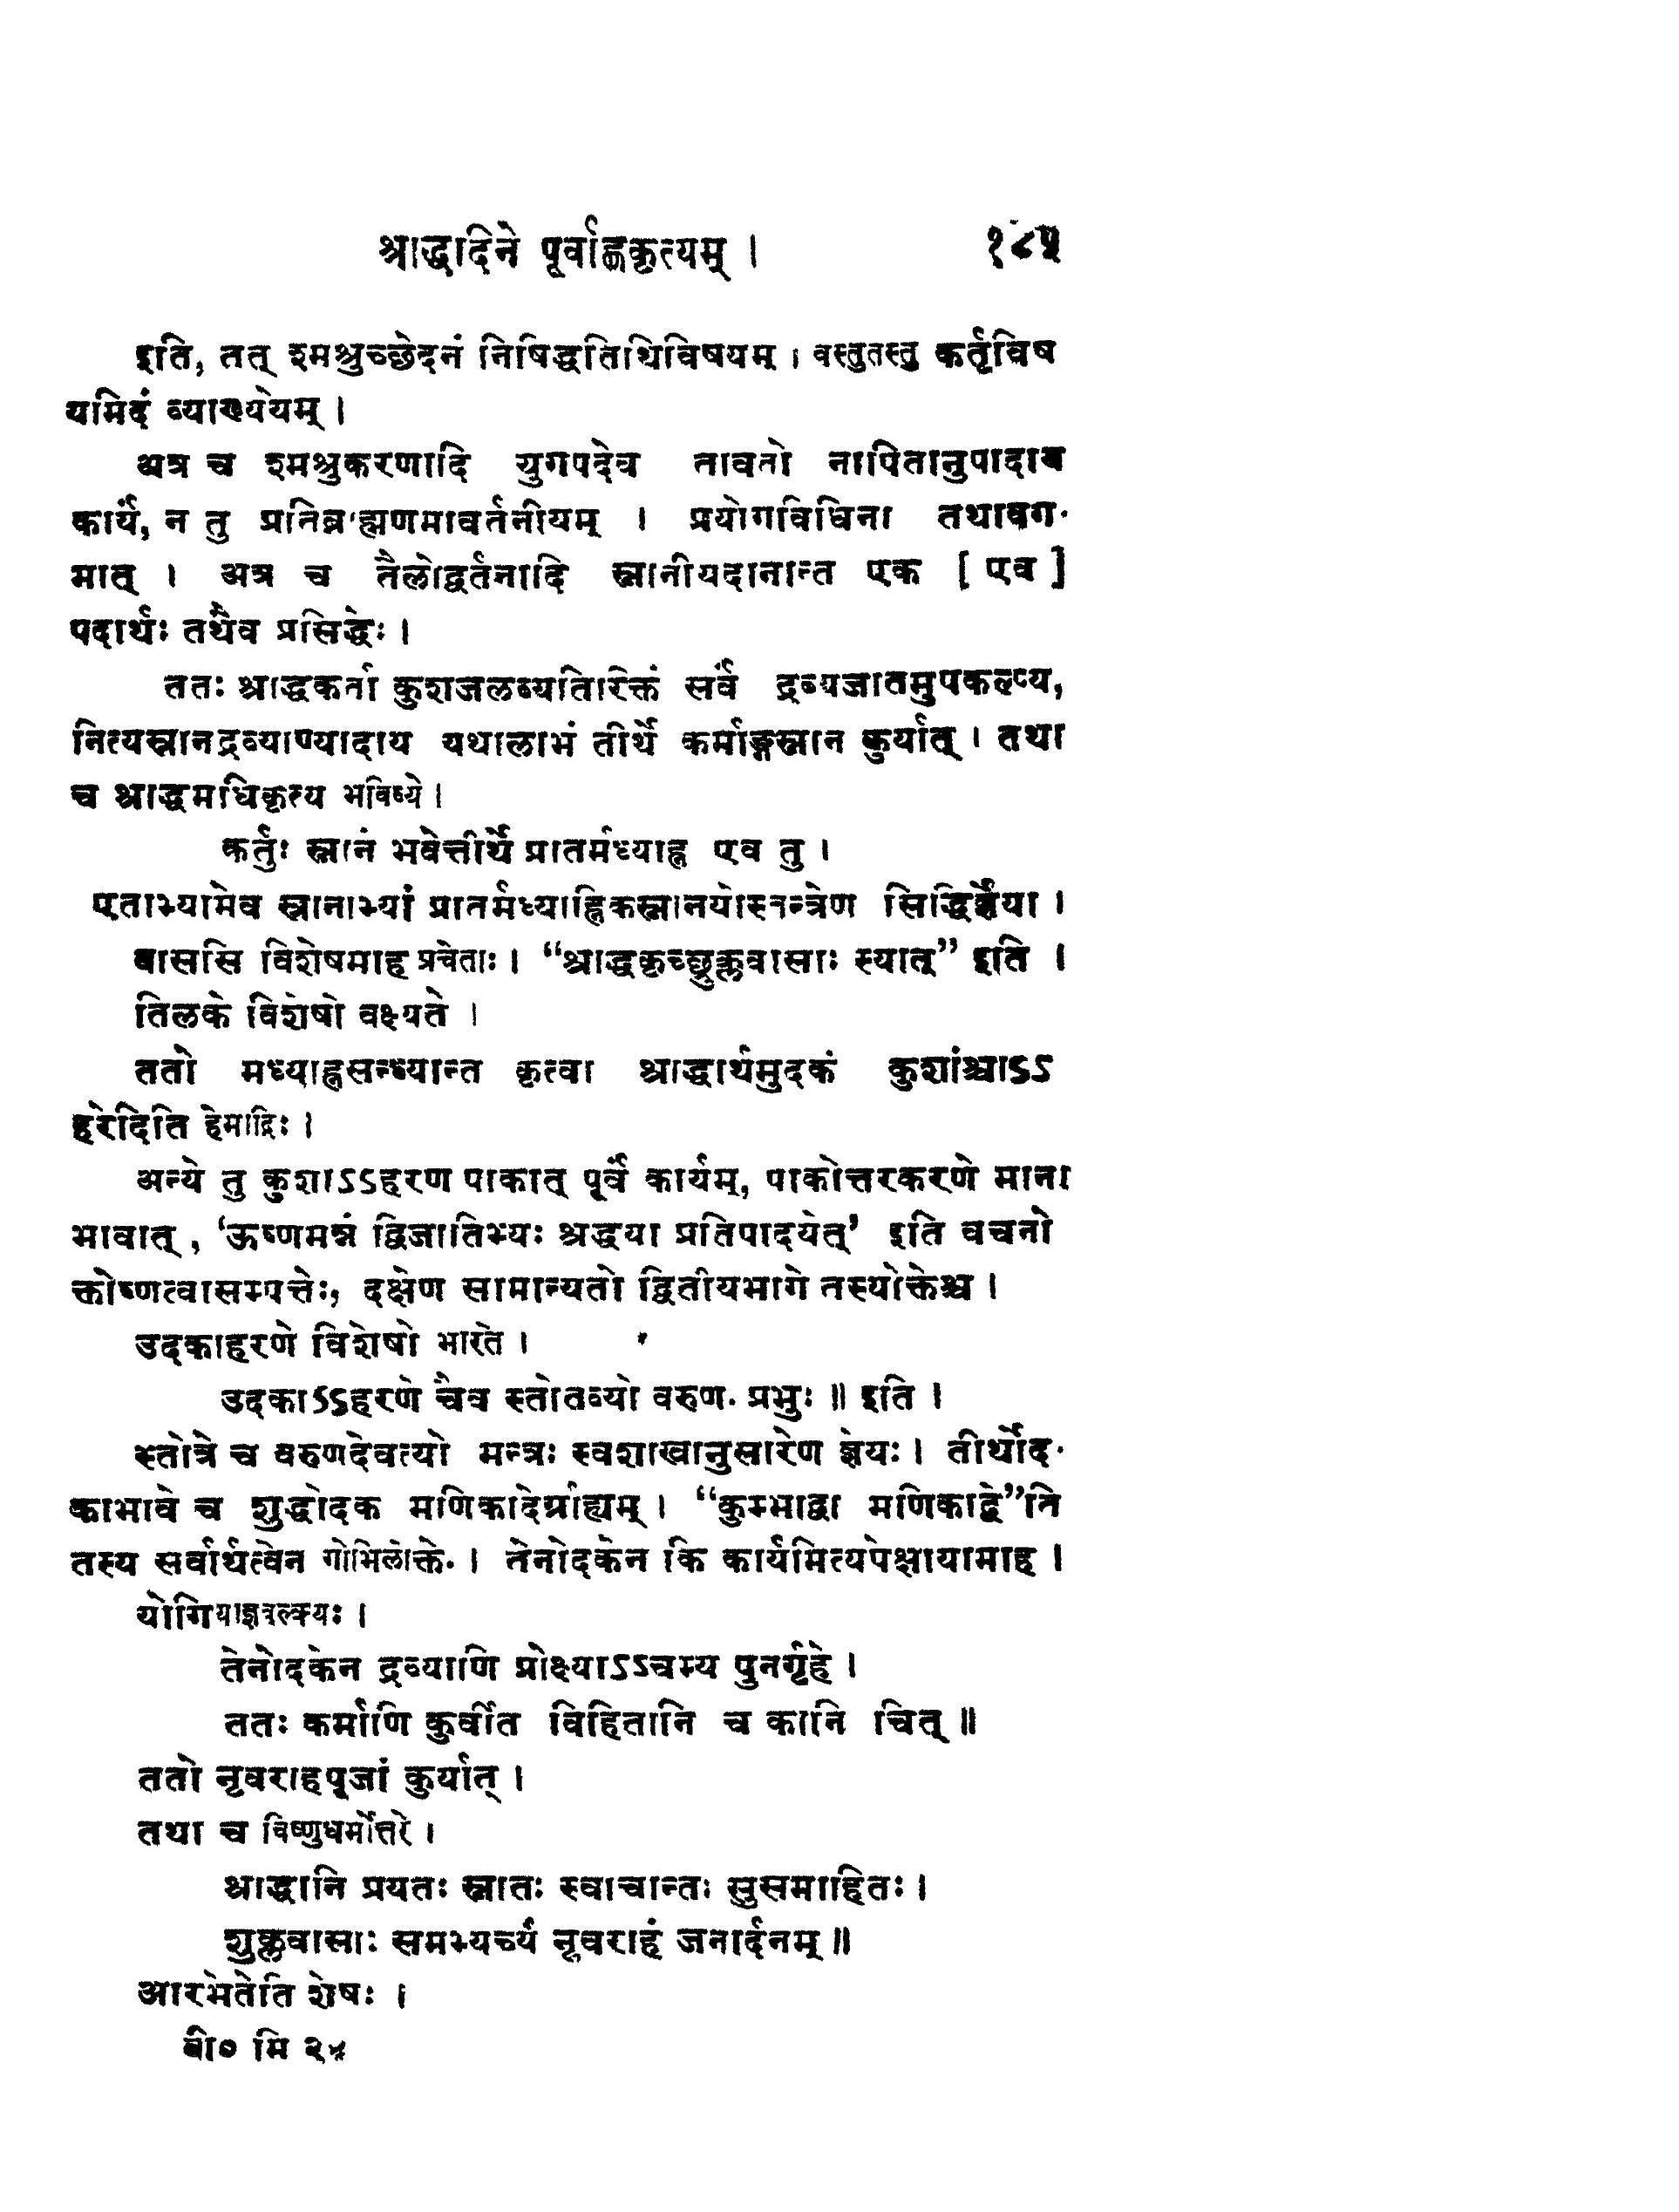 श्राद्धदिने पूर्वाह्णकृत्यम् । १८५
इति, तत् श्मश्रुच्छेदनं निषिद्धतिथिविषयम् । वस्तुतस्तु कर्तृविष
यमिदं व्याख्येयम् ।
अत्र च श्मश्रुकरणादि युगपदेव तावतो नापितानुपादाय
कार्यं, न तु प्रतिब्राह्मणमावर्तनीयम् । प्रयोगविधिना तथावग-
मात् । अत्र च तैलोद्वर्तनादि स्नानीयदानान्त एक [ एव ]
पदार्थः तथैव प्रसिद्धेः ।
ततः श्राद्धकर्ता कुशजलव्यतिरिक्तं सर्वं द्रव्यजातमुपकल्प्य,
नित्यस्नानद्रव्याण्यादाय यथालाभं तीर्थे कर्माङ्गस्नान कुर्यात् । तथा
च श्राद्धमधिकृत्य भविष्ये ।
कर्तुः स्नानं भवेत्तीर्थे प्रातर्मध्याह्न एव तु ।
एताभ्यामेव स्नानाभ्यां प्रातर्मध्याह्निकस्नानयोस्तन्त्रेण सिद्धिर्ज्ञेया ।
वाससि विशेषमाह प्रचेताः । “श्राद्धकृच्छुक्लवासाः स्यात्” इति ।
तिलके विशेषो वक्ष्यते ।
ततो मध्याह्नसन्ध्यान्त कृत्वा श्राद्धार्थमुदकं कुशांश्चाऽऽ
हरेदिति हेमाद्रिः ।
अन्ये तु कुशाऽऽहरण पाकात् पूर्वं कार्यम्, पाकोत्तरकरणे माना
भावात्, ‘ऊष्णमन्नं द्विजातिभ्यः श्रद्धया प्रतिपादयेत्’ इति वचनो
क्तोष्णत्वासम्पत्तेः, दक्षेण सामान्यतो द्वितीयभागे तस्योक्तेश्च ।
उदकाहरणे विशेषो भारते ।
उदकाऽऽहरणे चैव स्तोतव्यो वरुण. प्रभुः ॥ इति ।
स्तोत्रे च वरुणदेवत्यो मन्त्रः स्वशाखानुसारेण ज्ञेयः । तीर्थोद-
काभावे च शुद्धोदक मणिकादेर्ग्राह्यम् । “कुम्भाद्वा मणिकाद्वे”ति
तस्य सर्वार्थत्वेन गोभिलोक्ते. । तेनोदकेन कि कार्यमित्यपेक्षायामाह ।
योगियाज्ञवल्क्यः ।
तेनोदकेन द्रव्याणि प्रोक्ष्याऽऽचम्य पुनर्गृहे ।
ततः कर्माणि कुर्वीत विहितानि च कानि चित् ॥
ततो नृवराहपूजां कुर्यात् ।
तथा च विष्णुधर्मोत्तरे ।
श्राद्धानि प्रयतः स्नातः स्वाचान्तः सुसमाहितः ।
शुक्लवासाः समभ्यर्च्य नृवराहं जनार्दनम् ॥
आरभेतेति शेषः ।
वी० मि २४